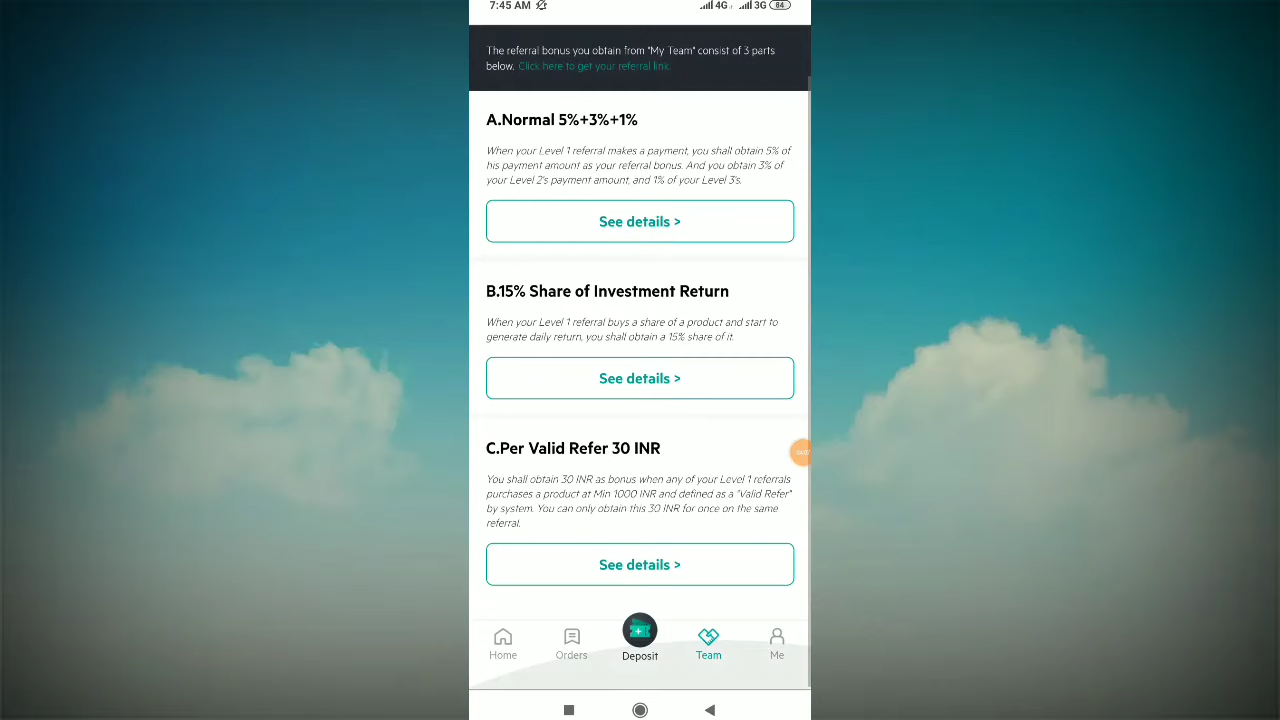 7:45 AM
4G 3G 84
The referral bonus you obtain from "My Team" consist of 3 parts
below. Click here to get your referral link.
A.Normal 5%+3%+1%
When your Level 1 referral makes a payment, you shall obtain 5% of
his payment amount as your referral bonus. And you obtain 3% of
your Level 2's payment amount, and 1% of your Level 3's.
See details >
B.15% Share of Investment Return
When your Level 1 referral buys a share of a product and start to
generate daily return, you shall obtain a 15% share of it.
See details >
C.Per Valid Refer 30 INR
You shall obtain 30 INR as bonus when any of your Level 1 referrals
purchases a product at Min 1000 INR and defined as a "Valid Refer"
by system. You can only obtain this 30 INR for once on the same
referral.
See details >
Home Orders Deposit Team Me